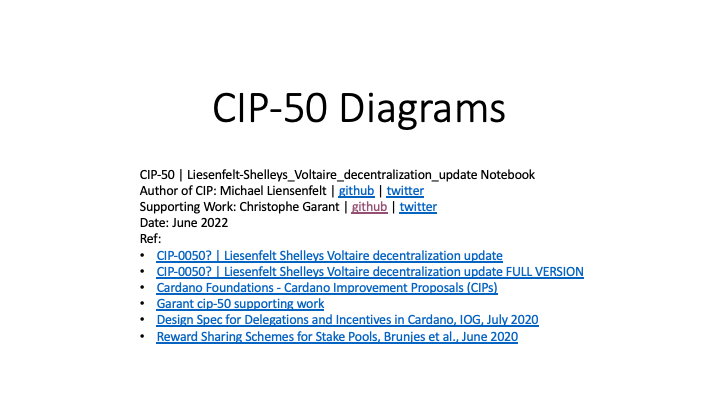 CIP-50 Diagrams
CIP-50 | Liesenfelt-Shelleys_Voltaire_decentralization_update Notebook
Author of CIP: Michael Liensenfelt | github | twitter
Supporting Work: Christophe Garant | github | twitter
Date: June 2022
Ref:
• CIP-0050? | Liesenfelt Shelleys Voltaire decentralization update
• CIP-0050? | Liesenfelt Shelleys Voltaire decentralization update FULL VERSION
• Cardano Foundations - Cardano Improvement Proposals (CIPs)
• Garant cip-50 supporting work
• Design Spec for Delegations and Incentives in Cardano, IOG, July 2020
• Reward Sharing Schemes for Stake Pools, Brunjes et al., June 2020